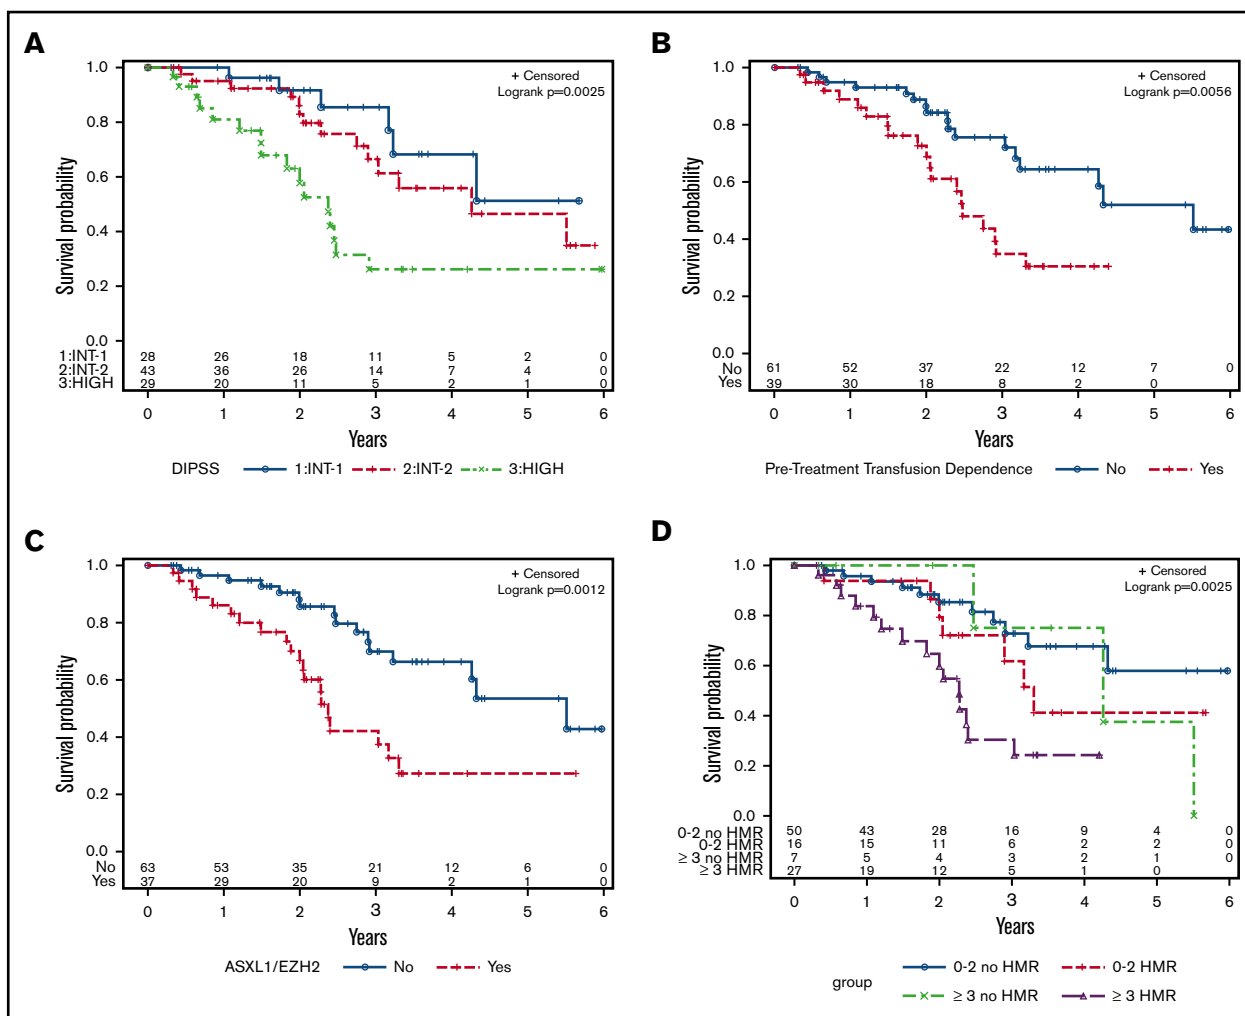 A
+ Censored
Logrank p=0.0025
1.0
0.8
0.6
0.4
0.2
0.0
Survival probability
1:INT-1 28 26 18 11 5 2 0
2:INT-2 43 36 26 14 7 4 0
3:HIGH 29 20 11 5 2 1 0
0 1 2 3 4 5 6
Years
DIPSS 1:INT-1 2:INT-2 3:HIGH
B
+ Censored
Logrank p=0.0056
1.0
0.8
0.6
0.4
0.2
0.0
Survival probability
No 61 52 37 22 12 7 0
Yes 39 30 18 8 2 0
0 1 2 3 4 5 6
Years
Pre-Treatment Transfusion Dependence No Yes
C
+ Censored
Logrank p=0.0012
1.0
0.8
0.6
0.4
0.2
0.0
Survival probability
No 63 53 35 21 12 6 0
Yes 37 29 20 9 2 1 0
0 1 2 3 4 5 6
Years
ASXL1/EZH2 No Yes
D
+ Censored
Logrank p=0.0025
1.0
0.8
0.6
0.4
0.2
0.0
Survival probability
0-2 no HMR 50 43 28 16 9 4 0
0-2 HMR 16 15 11 6 2 2 0
≥ 3 no HMR 7 5 4 3 2 1 0
≥ 3 HMR 27 19 12 5 1 0
0 1 2 3 4 5 6
Years
group
0-2 no HMR 0-2 HMR
≥ 3 no HMR ≥ 3 HMR